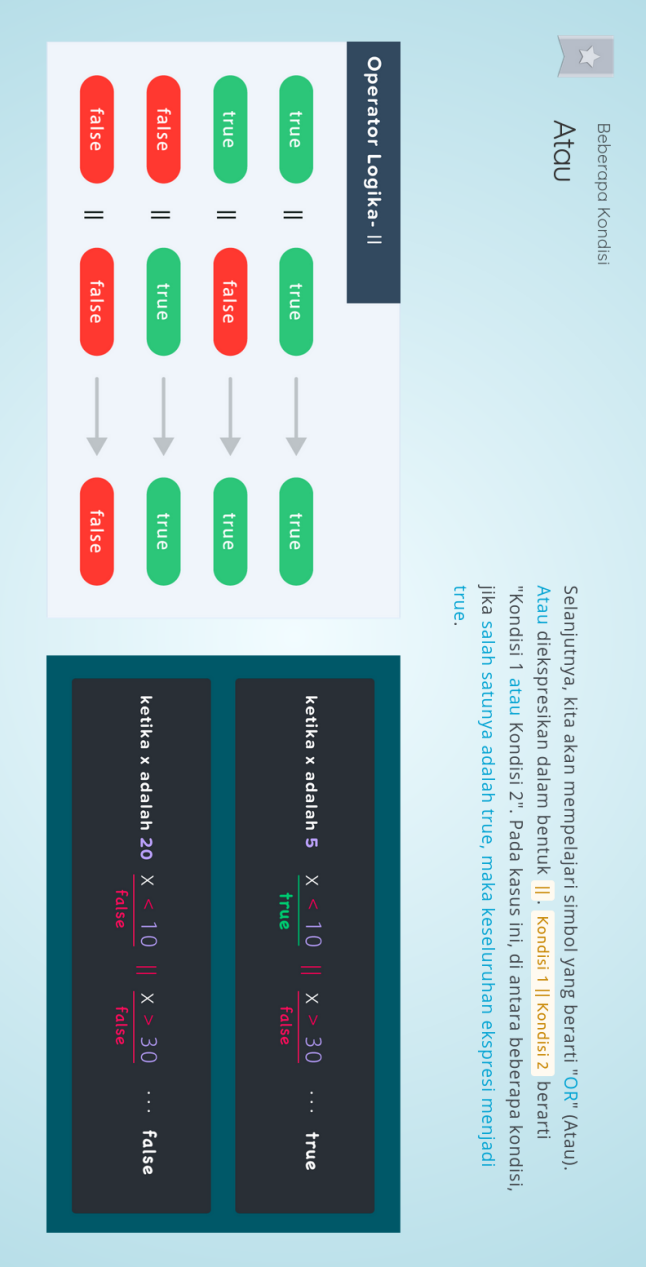 Beberapa Kondisi
Atau
Selanjutnya, kita akan mempelajari simbol yang berarti "OR" (Atau).
Atau diekspresikan dalam bentuk ||. Kondisi 1 || Kondisi 2 berarti
"Kondisi 1 atau Kondisi 2". Pada kasus ini, di antara beberapa kondisi,
jika salah satunya adalah true, maka keseluruhan ekspresi menjadi
true.
Operator Logika- ||
true || true true
true || false true
false || true true
false || false false
ketika x adalah 5 X < 10 || X > 30 ... true
true false
ketika x adalah 20 X < 10 || X > 30 ... false
false false